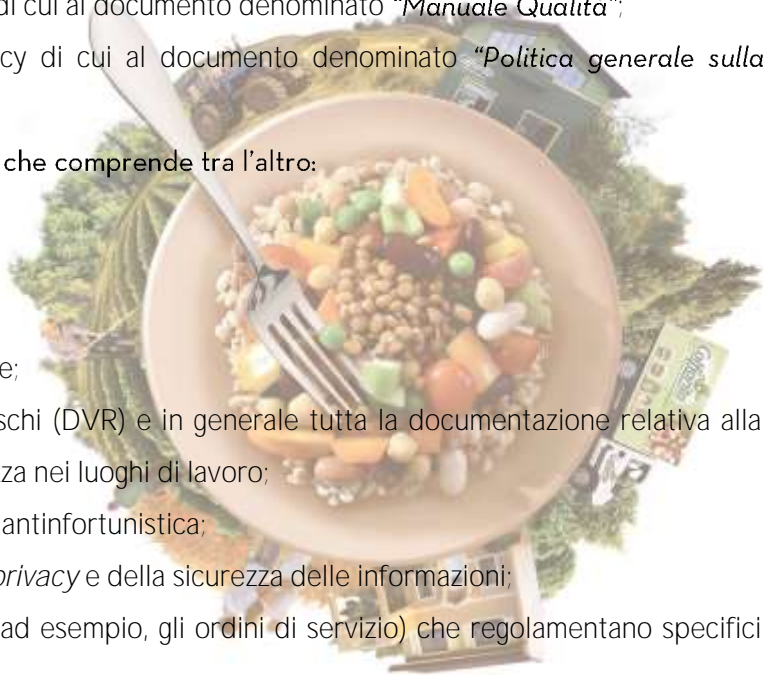 di cui al documento denominato “Manuale Qualità”;
cy di cui al documento denominato “Politica generale sulla
che comprende tra l’altro:
e;
schi (DVR) e in generale tutta la documentazione relativa alla
za nei luoghi di lavoro;
antinfortunistica;
privacy e della sicurezza delle informazioni;
ad esempio, gli ordini di servizio) che regolamentano specifici